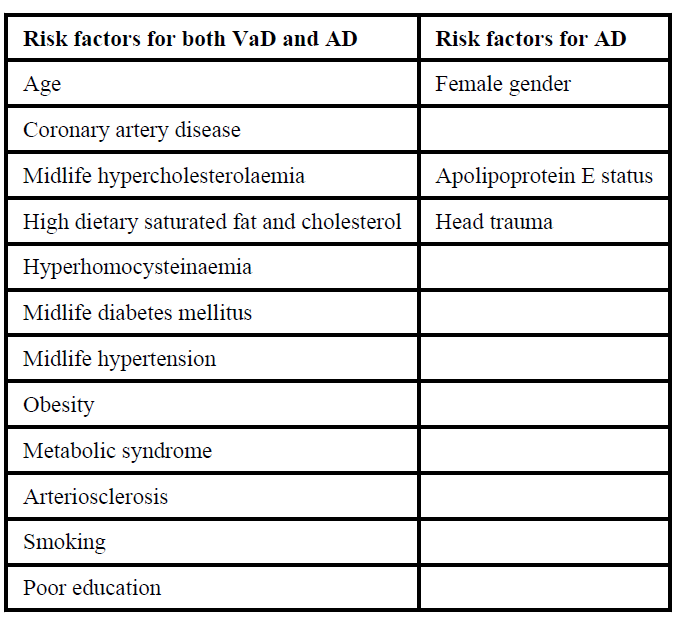 Risk factors for both VaD and AD
Risk factors for AD
Age
Female gender
Coronary artery disease
Midlife hypercholesterolaemia
Apolipoprotein E status
High dietary saturated fat and cholesterol
Head trauma
Hyperhomocysteinaemia
Midlife diabetes mellitus
Midlife hypertension
Obesity
Metabolic syndrome
Arteriosclerosis
Smoking
Poor education